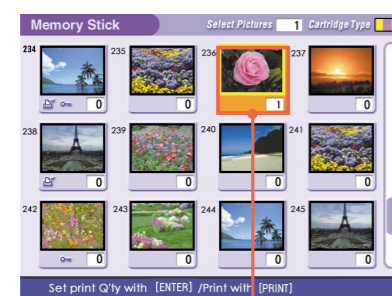 Memory Stick Select Pictures 1 Cartridge Type
234 235 236 237
0 0 1 0
238 239 240 241
0 0 0 0
242 243 244 245
0 0 0 0
Set print Q'ty with [ENTER] /Print with [PRINT]